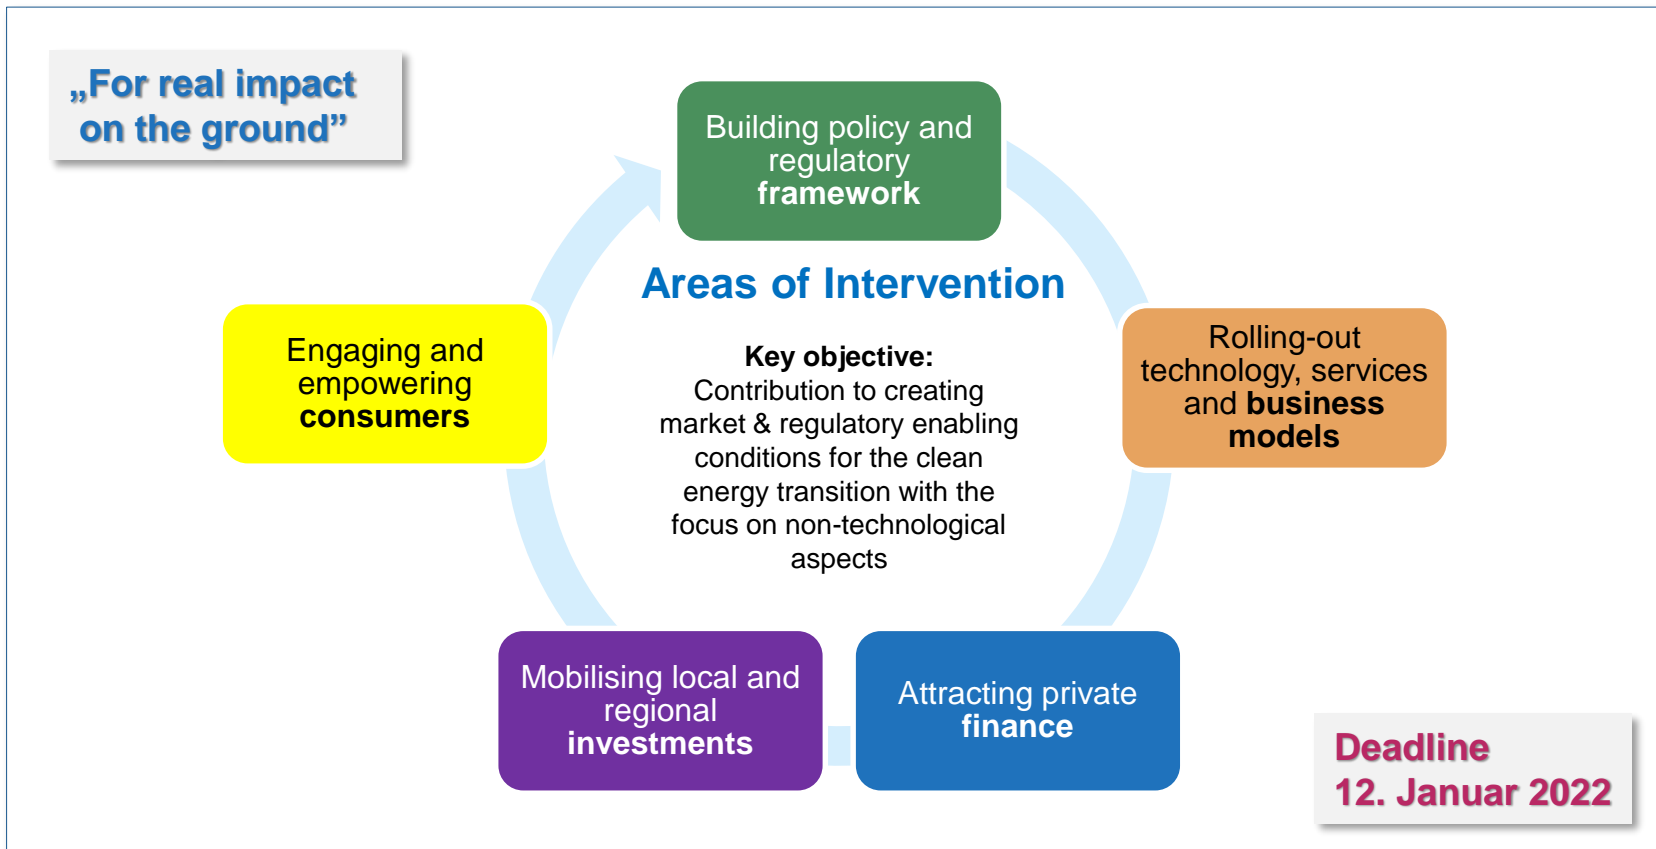 „For real impact
on the ground”
Building policy and
regulatory
framework
Areas of Intervention
Key objective:
Contribution to creating
market & regulatory enabling
conditions for the clean
energy transition with the
focus on non-technological
aspects
Rolling-out
technology, services
and business
models
Attracting private
finance
Mobilising local and
regional
investments
Engaging and
empowering
consumers
Deadline
12. Januar 2022